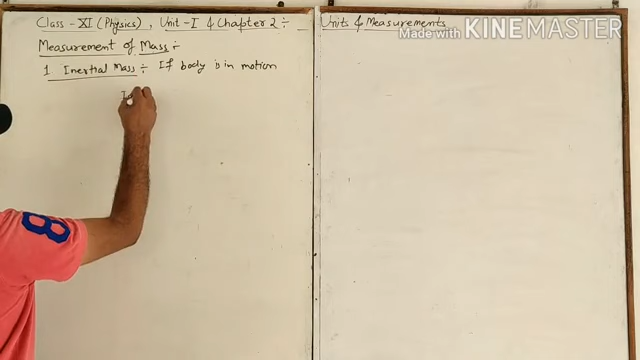 Class - XI (Physics), Unit - I & Chapter 2 ÷ Units & Measurements
Made with KINEMASTER
Measurement of Mass ÷
1 Inertial Mass ÷ If body is in motion
8